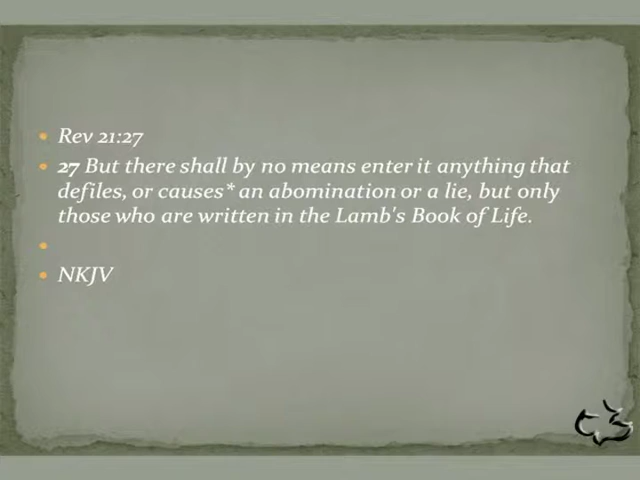 Rev 21:27
27 But there shall by no means enter it anything that
defiles, or causes* an abomination or a lie, but only
those who are written in the Lamb's Book of Life.
NKJV